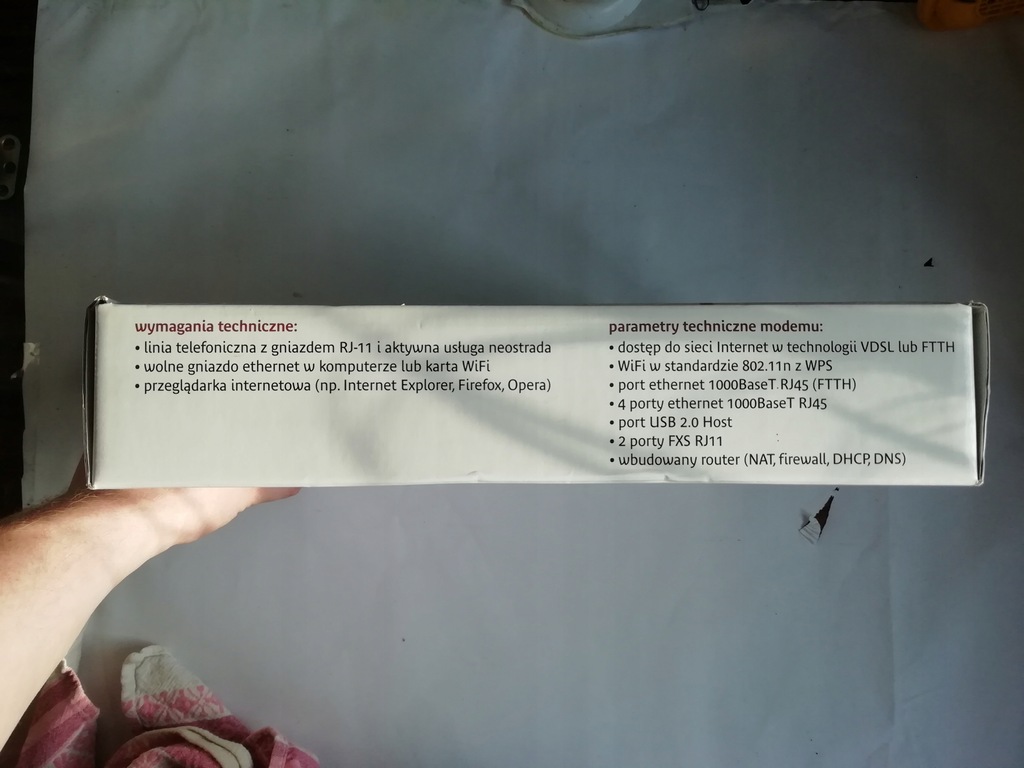 wymagania techniczne:
• linia telefoniczna z gniazdem RJ-11 i aktywna usługa neostrada
• wolne gniazdo ethernet w komputerze lub karta WiFi
• przeglądarka internetowa (np. Internet Explorer, Firefox, Opera)
parametry techniczne modemu:
• dostęp do sieci Internet w technologii VDSL lub FTTH
• WiFi w standardzie 802.11n z WPS
• port ethernet 1000BaseT RJ45 (FTTH)
• 4 porty ethernet 1000BaseT RJ45
• port USB 2.0 Host
• 2 porty FXS RJ11
• wbudowany router (NAT, firewall, DHCP, DNS)